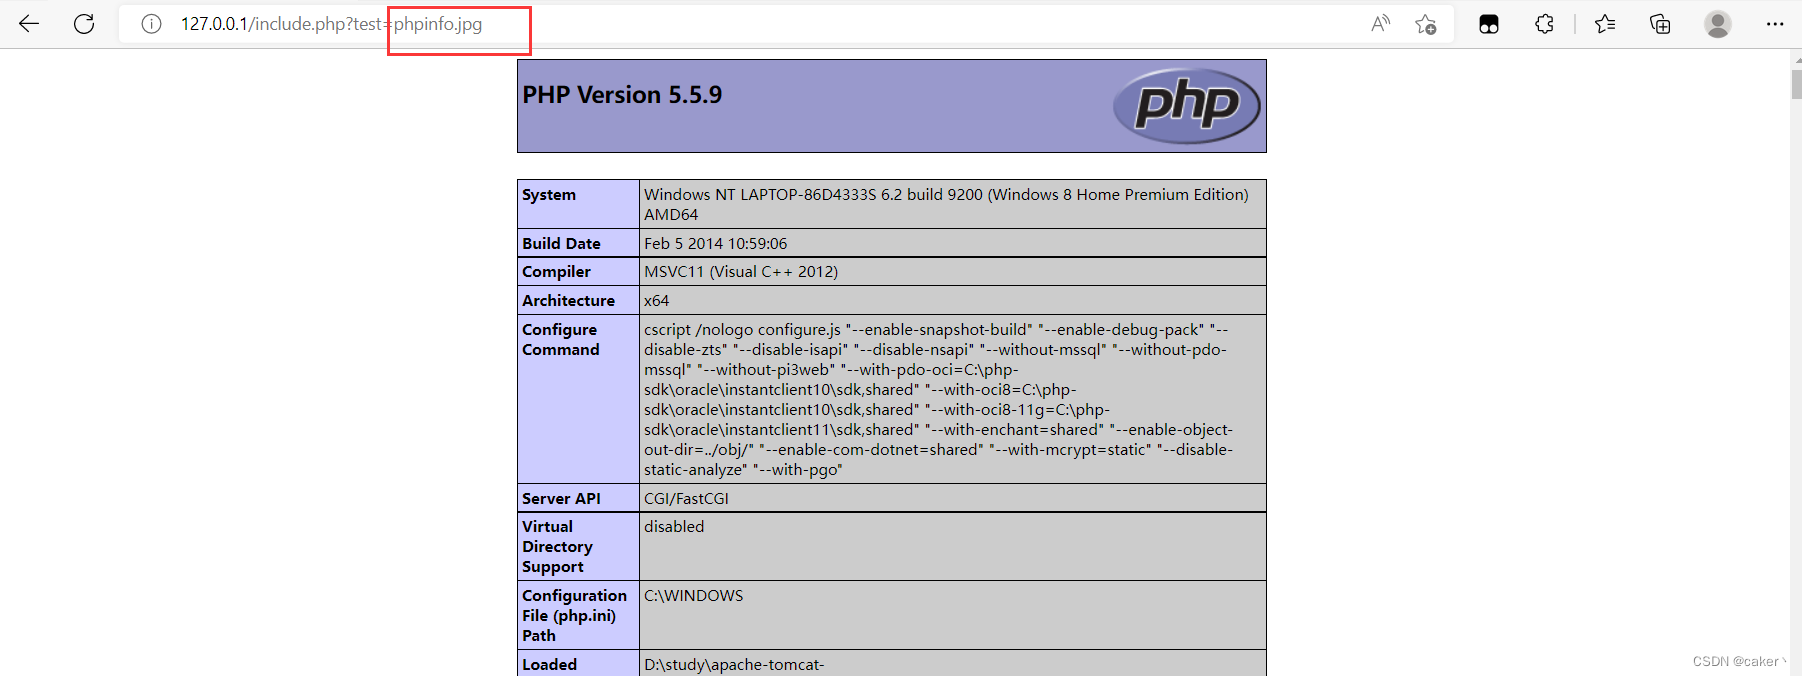 127.0.0.1/include.php?test=phpinfo.jpg
PHP Version 5.5.9
php
System
Windows NT LAPTOP-86D4333S 6.2 build 9200 (Windows 8 Home Premium Edition)
AMD64
Build Date
Feb 5 2014 10:59:06
Compiler
MSVC11 (Visual C++ 2012)
Architecture
x64
Configure
Command
cscript /nologo configure.js "--enable-snapshot-build" "--enable-debug-pack" "--
disable-zts" "--disable-isapi" "--disable-nsapi" "--without-mssql" "--without-pdo-
mssql" "--without-pi3web" "--with-pdo-oci=C:\php-
sdk\oracle\instantclient10\sdk,shared" "--with-oci8=C:\php-
sdk\oracle\instantclient10\sdk,shared" "--with-oci8-11g=C:\php-
sdk\oracle\instantclient11\sdk,shared" "--with-enchant=shared" "--enable-object-
out-dir=../obj/" "--enable-com-dotnet=shared" "--with-mcrypt=static" "--disable-
static-analyze" "--with-pgo"
Server API
CGI/FastCGI
Virtual
Directory
Support
disabled
Configuration
File (php.ini)
Path
C:\WINDOWS
Loaded
D:\study\apache-tomcat-
CSDN @caker丶